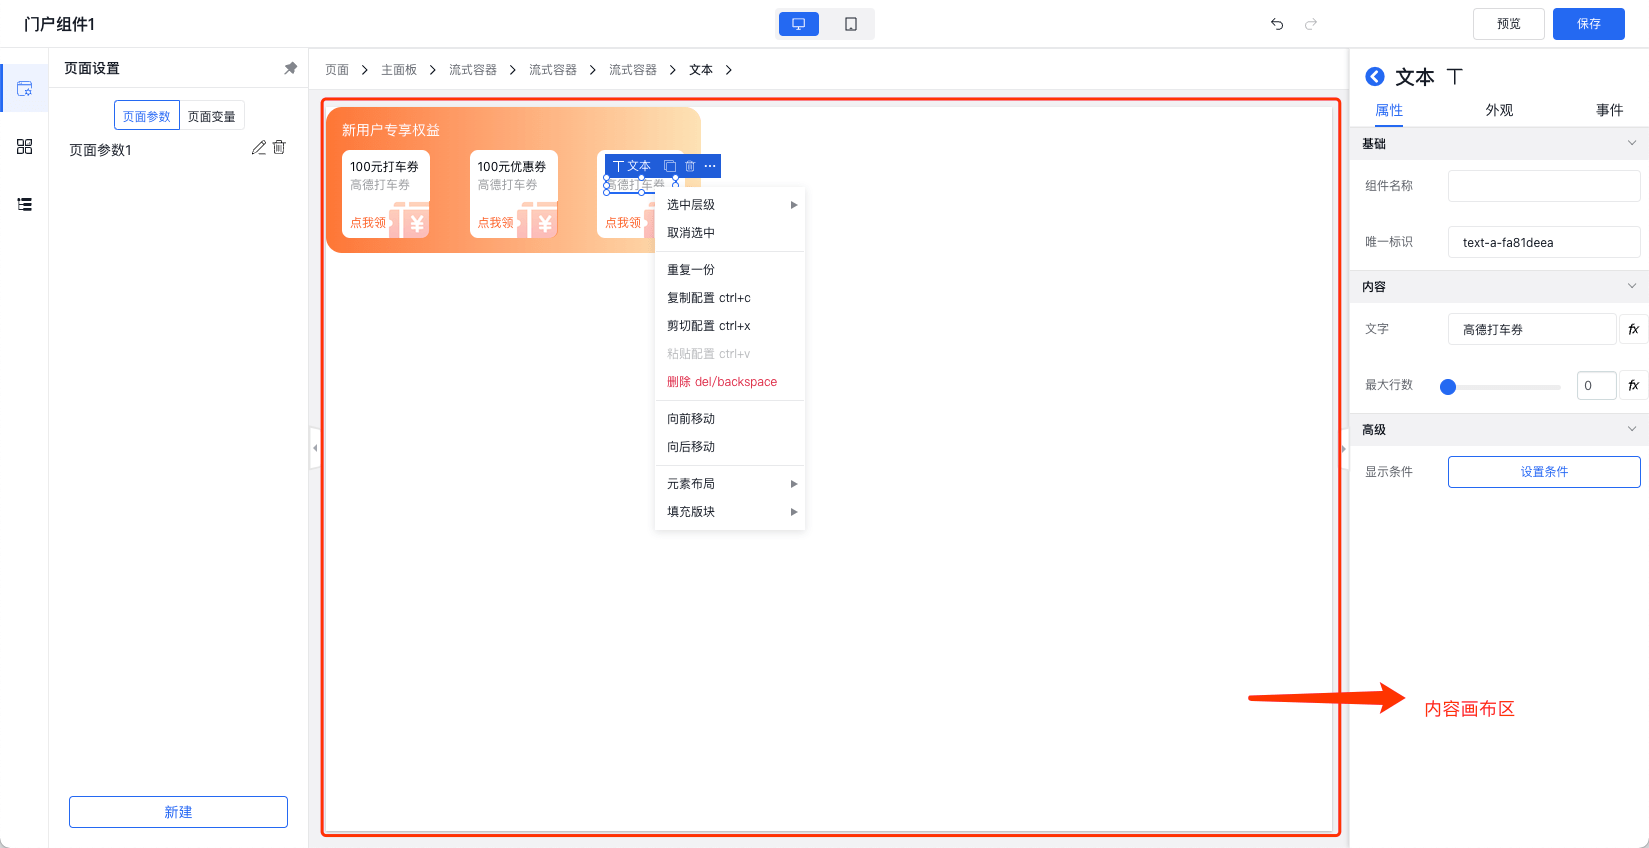 门户组件1
预览
保存
页面设置
页面参数
页面变量
页面参数1
新建
页面 主面板 流式容器 流式容器 流式容器 文本
新用户专享权益
100元打车券
高德打车券
点我领
¥
100元优惠券
高德打车券
点我领
¥
文本
高德打车券
点我领
选中层级
取消选中
重复一份
复制配置 ctrl+c
剪切配置 ctrl+x
粘贴配置 ctrl+v
删除 del/backspace
向前移动
向后移动
元素布局
填充版块
文本
属性
外观
事件
基础
组件名称
唯一标识
text-a-fa81deea
内容
文字
高德打车券
fx
最大行数
0
fx
高级
显示条件
设置条件
内容画布区